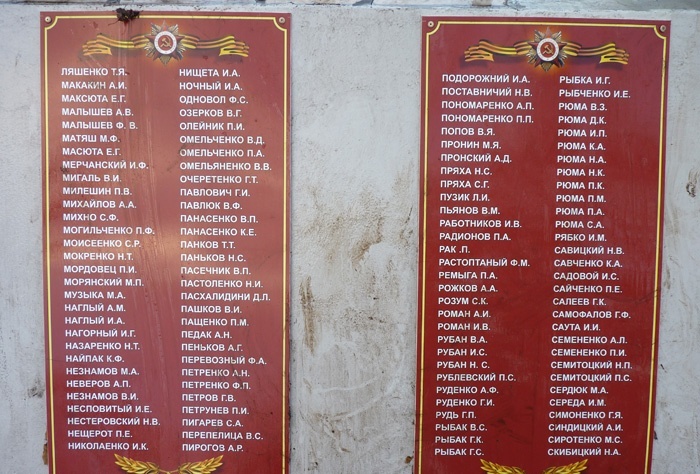 ЛЯШЕНКО Т.Я.
МАКАКИН А.И.
МАКСЮТА Е.Г.
МАЛЫШЕВ А.В.
МАЛЫШЕВ Ф. В.
МАТЯШ М.Ф.
МАСЮТА Е.Г.
МЕРЧАНСКИЙ И.Ф.
МИГАЛЬ В.И.
МИЛЕШИН П.В.
МИХАЙЛОВ А.А.
МИХНО С.Ф.
МОГИЛЬЧЕНКО П.Ф.
МОИСЕЕНКО С.Р.
МОКРЕНКО Н.Т.
МОРДОВЕЦ П.И.
МОРЯНСКИЙ М.П.
МУЗЫКА М.А.
НАГЛЫЙ А.М.
НАГЛЫЙ И.А.
НАГОРНЫЙ И.Г.
НАЗАРЕНКО Н.Т.
НАЙПАК К.Ф.
НЕЗНАМОВ М.А.
НЕВЕРОВ А.П.
НЕЗНАМОВ В.И.
НЕСПОВИТЫЙ И.Е.
НЕСТЕРОВСКИЙ Н.В.
НЕЩЕРОТ П.Е.
НИКОЛАЕНКО И.К.
НИЩЕТА И.А.
НОЧНЫЙ И.А.
ОДНОВОЛ Ф.С.
ОЗЕРКОВ В.Г.
ОЛЕЙНИК П.И.
ОМЕЛЬЧЕНКО В.Д.
ОМЕЛЬЧЕНКО П.А.
ОМЕЛЬЯНЕНКО В.В.
ОЧЕРЕТЕНКО Г.Т.
ПАВЛОВИЧ Г.И.
ПАВЛЮК В.Ф.
ПАНАСЕНКО В.П.
ПАНАСЕНКО К.Е.
ПАНКОВ Т.Т.
ПАНЬКОВ Н.С.
ПАСЕЧНИК В.П.
ПАСТОЛЕНКО Н.И.
ПАСХАЛИДИНИ Д.Л.
ПАШКОВ В.И.
ПАЩЕНКО П.М.
ПЕДАК А.Н.
ПЕНЬКОВ А.Г.
ПЕРЕВОЗНЫЙ Ф.А.
ПЕТРЕНКО А.Н.
ПЕТРЕНКО Ф.П.
ПЕТРОВ Г.В.
ПЕТРУНЕВ П.И.
ПИГАРЕВ С.А.
ПЕРЕПЕЛИЦА В.С.
ПИРОГОВ А.Р.
ПОДОРОЖНИЙ И.А.
ПОСТАВНИЧИЙ Н.В.
ПОНОМАРЕНКО А.П.
ПОНОМАРЕНКО П.П.
ПОПОВ В.Я.
ПРОНИН М.Я.
ПРОНСКИЙ А.Д.
ПРЯХА Н.С.
ПРЯХА С.Г.
ПУЗИК Л.И.
ПЬЯНОВ В.М.
РАБОТНИКОВ И.В.
РАДИОНОВ П.А.
РАК .П.
РАСТОПТАНЫЙ Ф.М.
РЕМЫГА П.А.
РОЖКОВ А.А.
РОЗУМ С.К.
РОМАН А.И.
РОМАН И.В.
РУБАН В.А.
РУБАН И.С.
РУБАН Н. С.
РУБЛЕВСКИЙ П.С.
РУДЕНКО А.Ф.
РУДЕНКО Г.И.
РУДЬ Г.П.
РЫБАК В.С.
РЫБАК Г.К.
РЫБАК Г.С.
РЫБКА И.Г.
РЫБЧЕНКО И.Е.
РЮМА В.З.
РЮМА Д.К.
РЮМА И.П.
РЮМА К.А.
РЮМА Н.А.
РЮМА Н.К.
РЮМА П.К.
РЮМА П.М.
РЮМА П.А.
РЮМА С.А.
РЯБКО И.М.
САВИЦКИЙ Н.В.
САВЧЕНКО К.А.
САДОВОЙ И.С.
САЙЧЕНКО П.Е.
САЛЕЕВ Г.К.
САМОФАЛОВ Г.Ф.
САУТА И.И.
СЕМЕНЕНКО А.Л.
СЕМЕНЕНКО П.И.
СЕМИТОЦКИЙ Н.П.
СЕМИТОЦКИЙ П.С.
СЕРДЮК М.А.
СЕРЕДА И.М.
СИМОНЕНКО Г.Я.
СИНДИЦКИЙ А.И.
СИРОТЕНКО М.С.
СКИБИЦКИЙ Н.А.